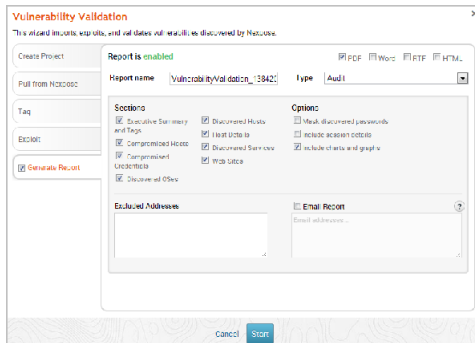 Vulnerability Validation
This wizard imports, exploits, and validates vulnerabilities discovered by Nexpose.
Create Project
Pull from Nexpose
Tag
Exploit
Generate Report
Report is enabled
PDF Word RTF HTML
Report name VulnerabilityValidation_138420 Type Audit
Sections
Executive Summary and Tags
Compromised Hosts
Compromised Credentials
Discovered OSes
Discovered Hosts
Host Details
Discovered Services
Web Sites
Options
Mask discovered passwords
Include session details
Include charts and graphs
Excluded Addresses
Email Report ?
Email addresses...
Cancel Start